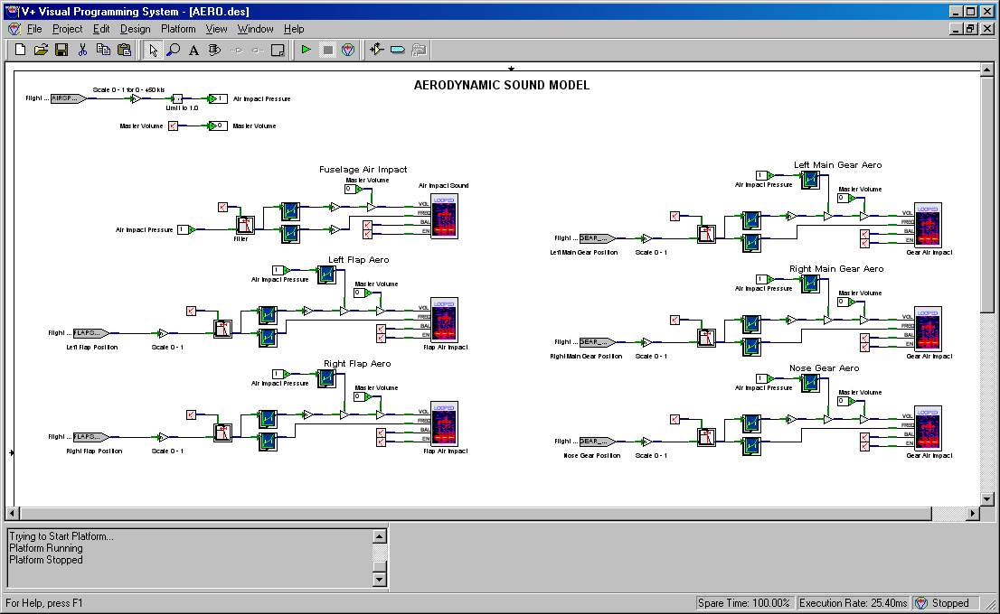 V+ Visual Programming System - [AERO.des]
File Project Edit Design Platform View Window Help
AERODYNAMIC SOUND MODEL
Scale 0 - 1 for 0 - 450 kts
Flight ... AIRSP... 1 Air Impact Pressure
Limit to 1.0
Master Volume 0 Master Volume
Fuselage Air Impact
Master Volume
0
Air Impact Sound
LOOPED
VOL
FREQ
BAL
EN
Air Impact Pressure 1
Filter
Left Flap Aero
1
Air Impact Pressure
Master Volume
0
LOOPED
VOL
FREQ
BAL
EN
Flight ... FLAPS...
Left Flap Position Scale 0 - 1 Flap Air Impact
Right Flap Aero
1
Air Impact Pressure
Master Volume
0
LOOPED
VOL
FREQ
BAL
EN
Flight ... FLAPS...
Right Flap Position Scale 0 - 1 Flap Air Impact
Left Main Gear Aero
1
Air Impact Pressure
Master Volume
0
LOOPED
VOL
FREQ
BAL
EN
Flight ... GEAR_...
Left Main Gear Position Scale 0 - 1 Gear Air Impact
Right Main Gear Aero
1
Air Impact Pressure
Master Volume
0
LOOPED
VOL
FREQ
BAL
EN
Flight ... GEAR_...
Right Main Gear Position Scale 0 - 1 Gear Air Impact
Nose Gear Aero
1
Air Impact Pressure
Master Volume
0
LOOPED
VOL
FREQ
BAL
EN
Flight ... GEAR_...
Nose Gear Position Scale 0 - 1 Gear Air Impact
Trying to Start Platform...
Platform Running
Platform Stopped
For Help, press F1 Spare Time: 100.00% Execution Rate: 25.40ms Stopped